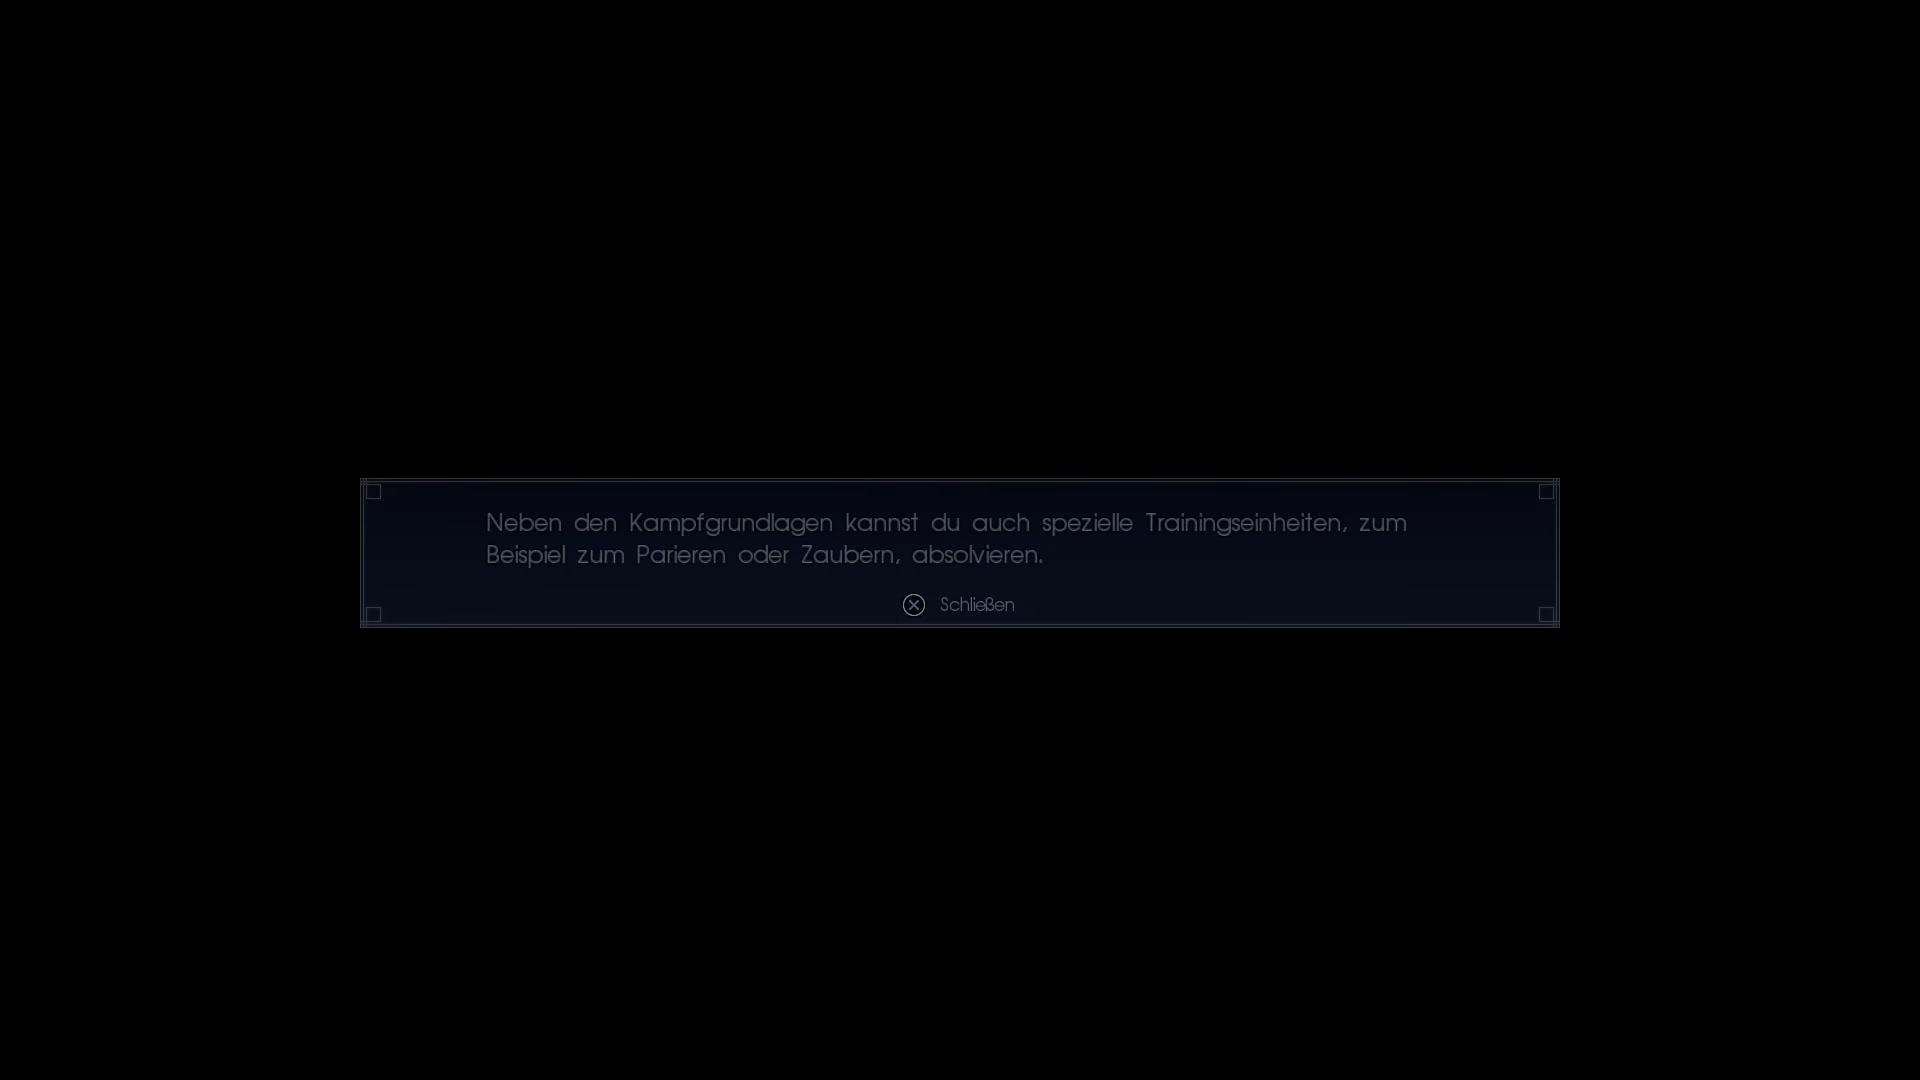 Neben den Kampfgrundlagen kannst du auch spezielle Trainingseinheiten, zum
Beispiel zum Parieren oder Zaubern, absolvieren.
Schließen